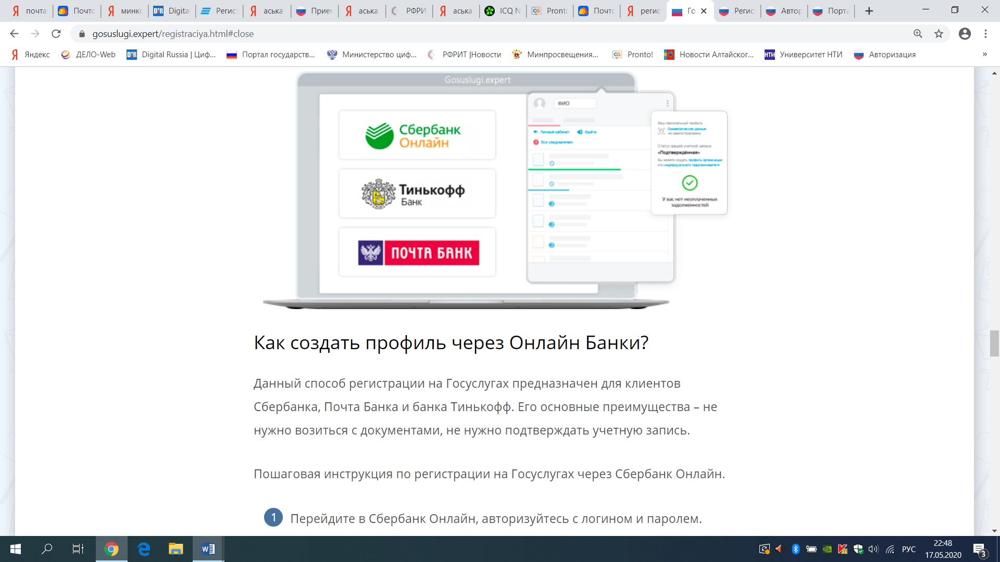 почта
Почто
минко
Digital
Регист
аська
Прием
аська
РФРИ
аська
ICQ N
Pronto
Почто
регис
Го
Регис
Автор
Порта
gosuslugi.expert/registraciya.html#close
Яндекс
ДЕЛО-Web
Digital Russia | Циф...
Портал государств...
Министерство циф...
РФРИТ |Новости
Минпросвещения...
Pronto!
Новости Алтайског...
Университет НТИ
Авторизация
»
Gosuslugi.expert
Сбербанк
Онлайн
Тинькофф
Банк
ПОЧТА БАНК
ФИО
Личный кабинет
Выйти
Все уведомления
Ваш персональный профиль
Биометрические данные
не зарегистрированы
Статус вашей учетной записи
«Подтверждённая»
Вы можете создать профиль организации
или индивидуального предпринимателя
У вас нет неоплаченных
задолженностей
Как создать профиль через Онлайн Банки?
Данный способ регистрации на Госуслугах предназначен для клиентов
Сбербанка, Почта Банка и банка Тинькофф. Его основные преимущества – не
нужно возиться с документами, не нужно подтверждать учетную запись.
Пошаговая инструкция по регистрации на Госуслугах через Сбербанк Онлайн.
1 Перейдите в Сбербанк Онлайн, авторизуйтесь с логином и паролем.
РУС
22:48
17.05.2020
3